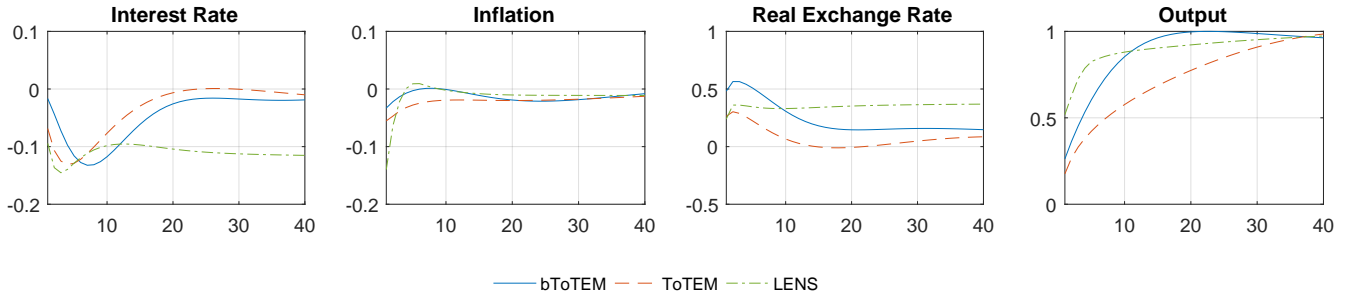 Interest Rate Inflation Real Exchange Rate Output
0.1 0.1 1 1
0 0 0.5
-0.1 -0.1 0 0.5
-0.2 -0.2 -0.5 0
10 20 30 40 10 20 30 40 10 20 30 40 10 20 30 40
bToTEM ToTEM LENS